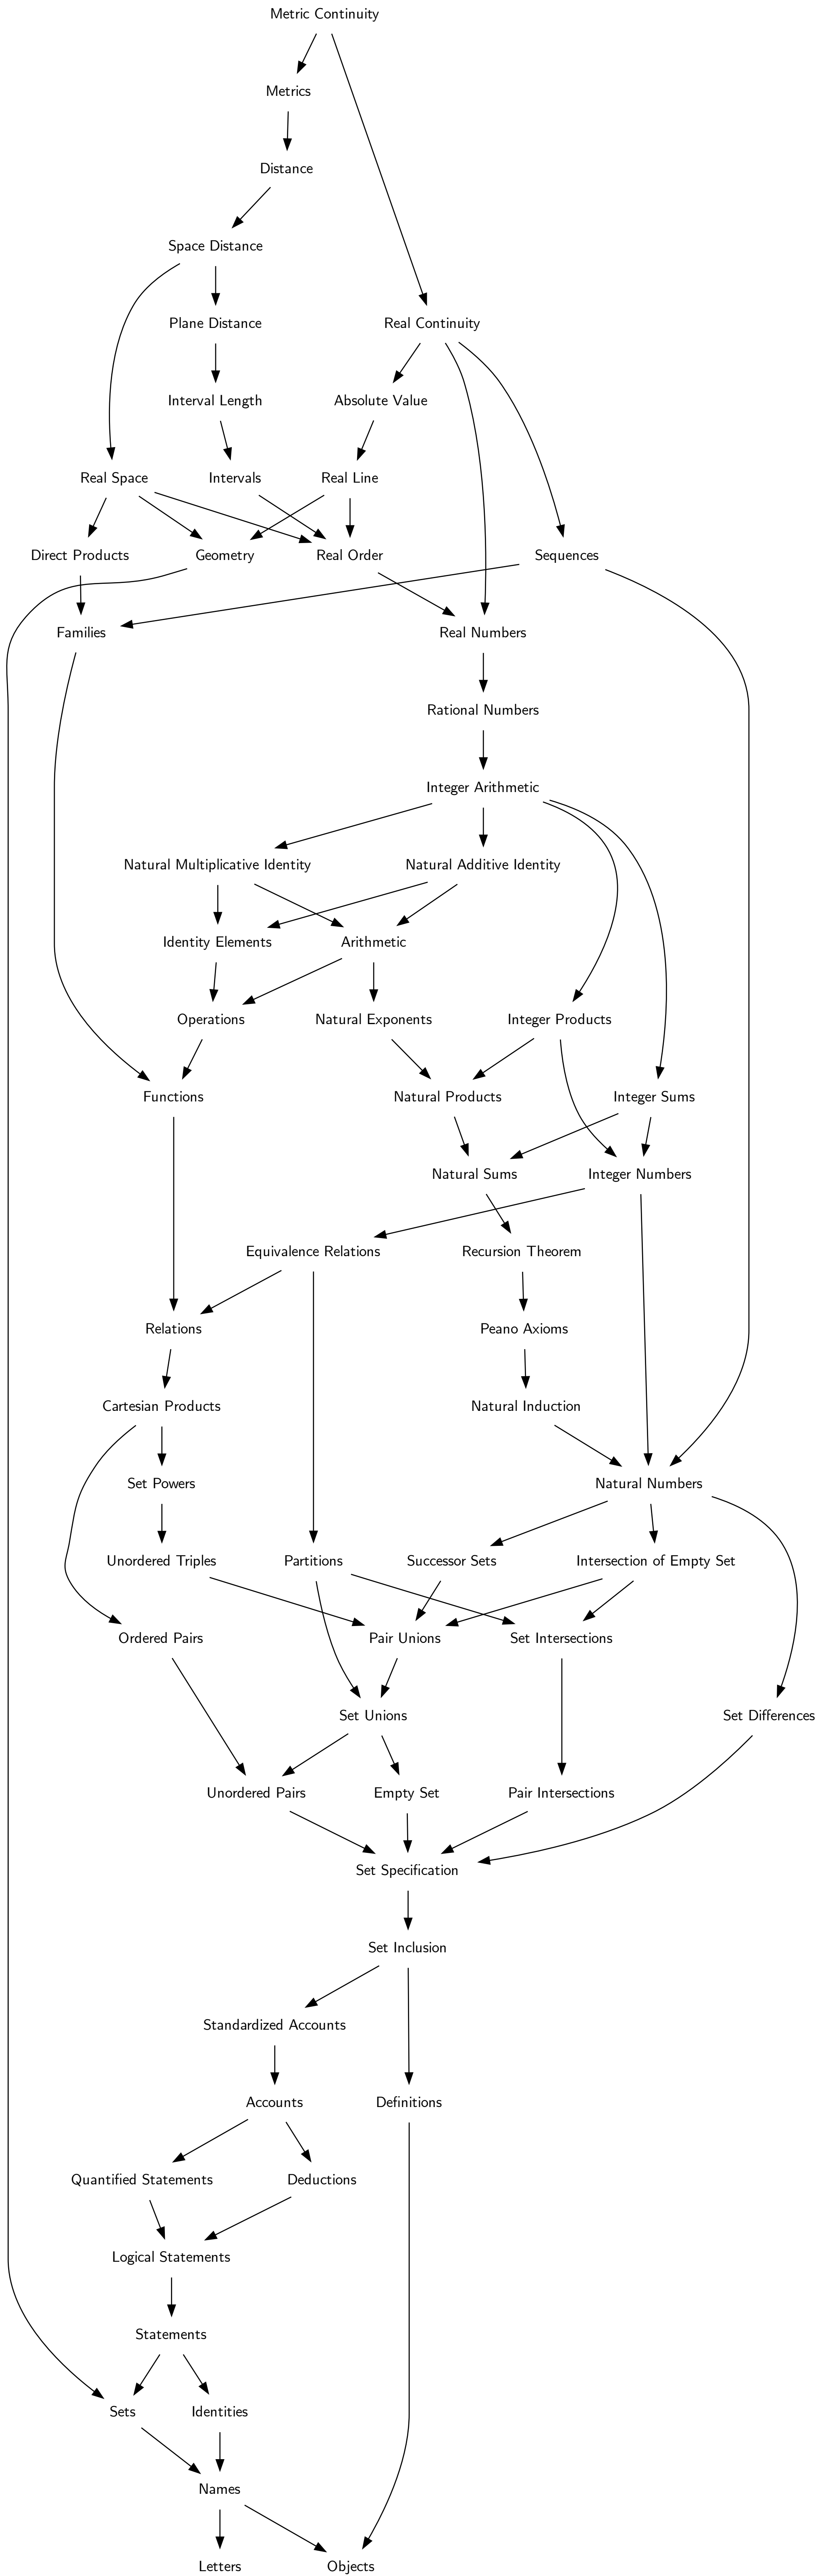 Metric Continuity
Metrics
Distance
Space Distance
Plane Distance
Real Continuity
Interval Length
Absolute Value
Real Space
Intervals
Real Line
Direct Products
Geometry
Real Order
Sequences
Families
Real Numbers
Rational Numbers
Integer Arithmetic
Natural Multiplicative Identity
Natural Additive Identity
Identity Elements
Arithmetic
Operations
Natural Exponents
Integer Products
Functions
Natural Products
Integer Sums
Natural Sums
Integer Numbers
Equivalence Relations
Recursion Theorem
Relations
Peano Axioms
Cartesian Products
Natural Induction
Set Powers
Natural Numbers
Unordered Triples
Partitions
Successor Sets
Intersection of Empty Set
Ordered Pairs
Pair Unions
Set Intersections
Set Unions
Set Differences
Unordered Pairs
Empty Set
Pair Intersections
Set Specification
Set Inclusion
Standardized Accounts
Accounts
Definitions
Quantified Statements
Deductions
Logical Statements
Statements
Sets
Identities
Names
Letters
Objects